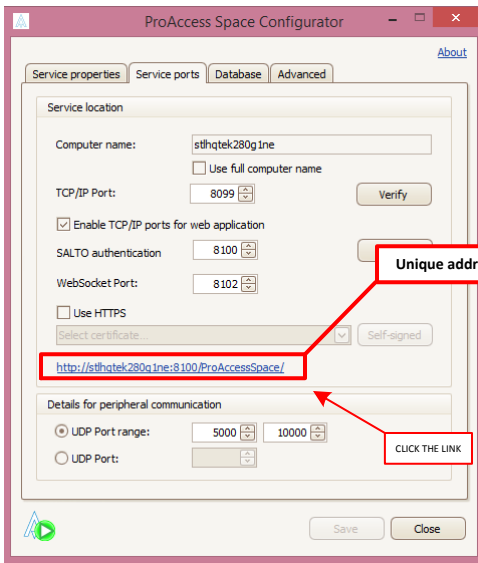 ProAccess Space Configurator
About
Service properties Service ports Database Advanced
Service location
Computer name: stlhqtek280g1ne
Use full computer name
TCP/IP Port: 8099 Verify
Enable TCP/IP ports for web application
SALTO authentication 8100
Unique addr
WebSocket Port: 8102
Use HTTPS
Select certificate... Self-signed
http://stlhqtek280g1ne:8100/ProAccessSpace/
Details for peripheral communication
UDP Port range: 5000 10000
CLICK THE LINK
UDP Port:
Save Close